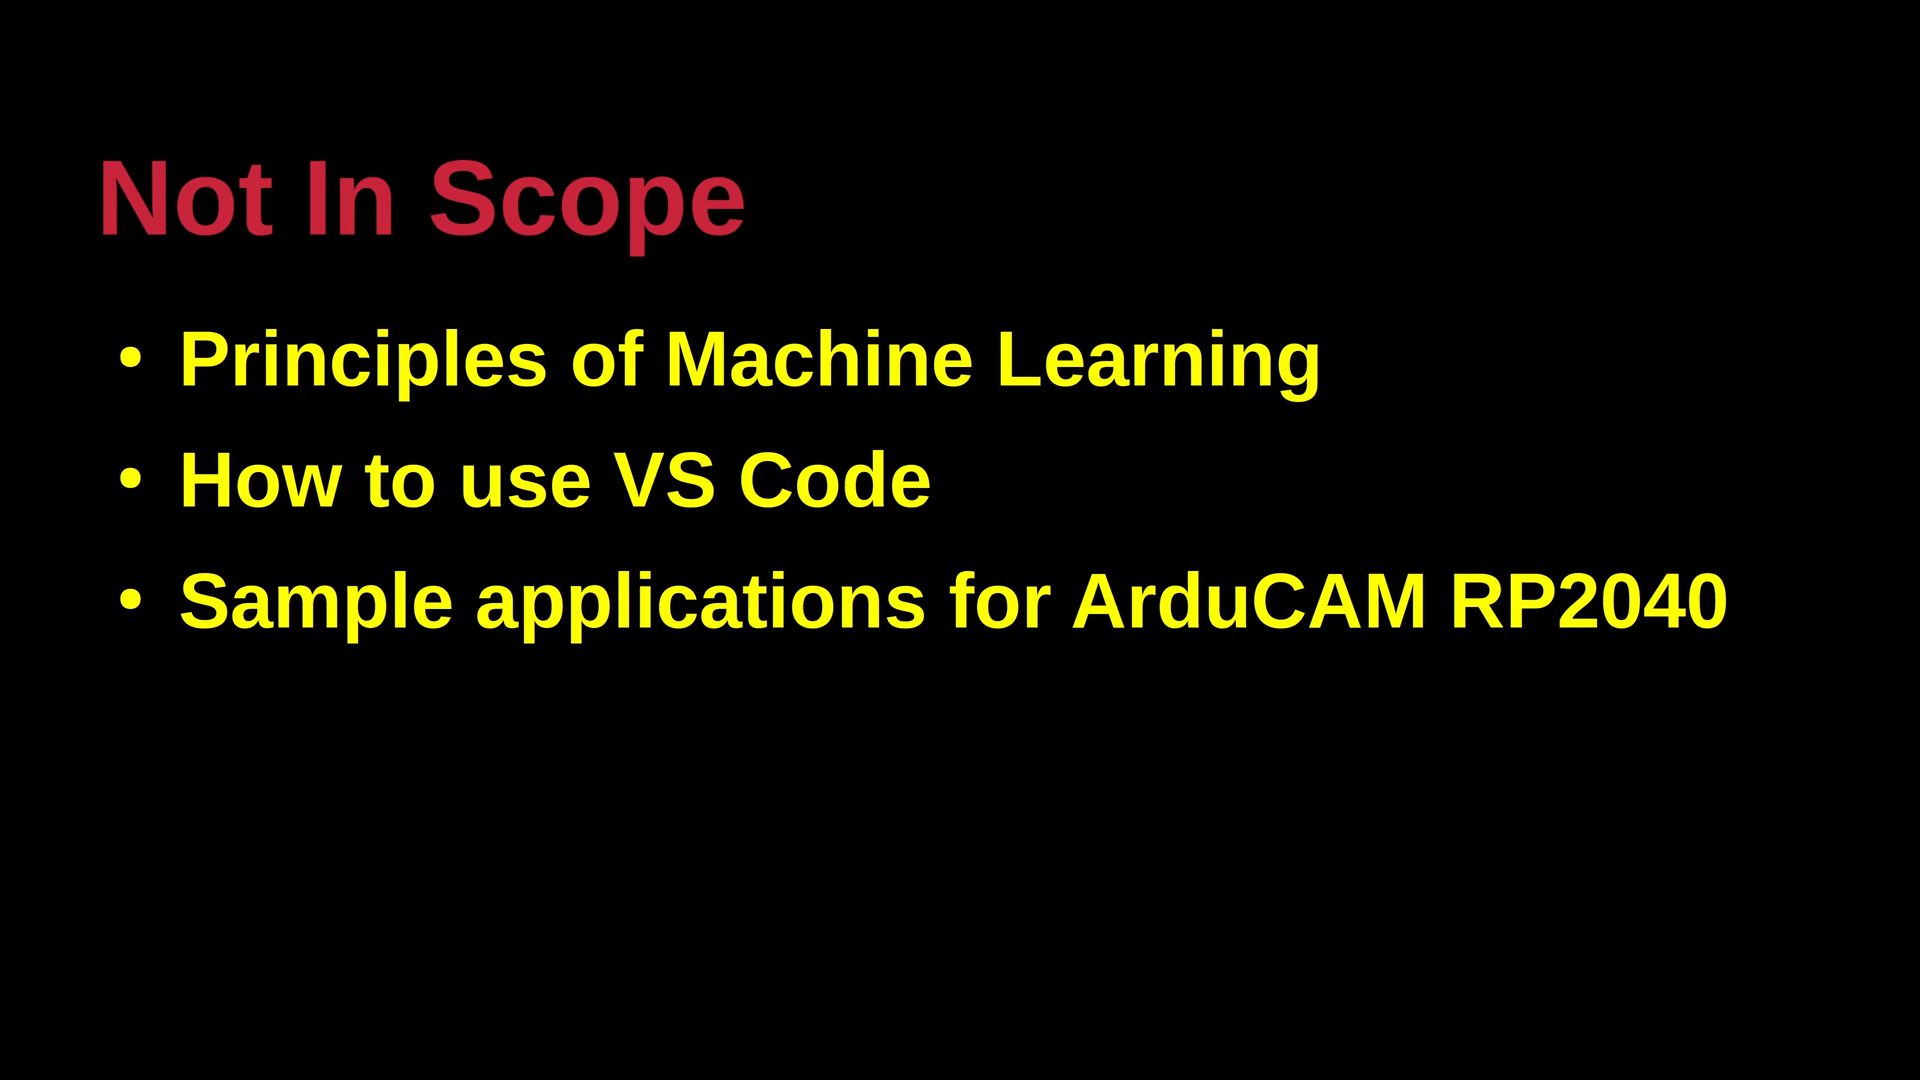 Not In Scope
• Principles of Machine Learning
• How to use VS Code
• Sample applications for ArduCAM RP2040